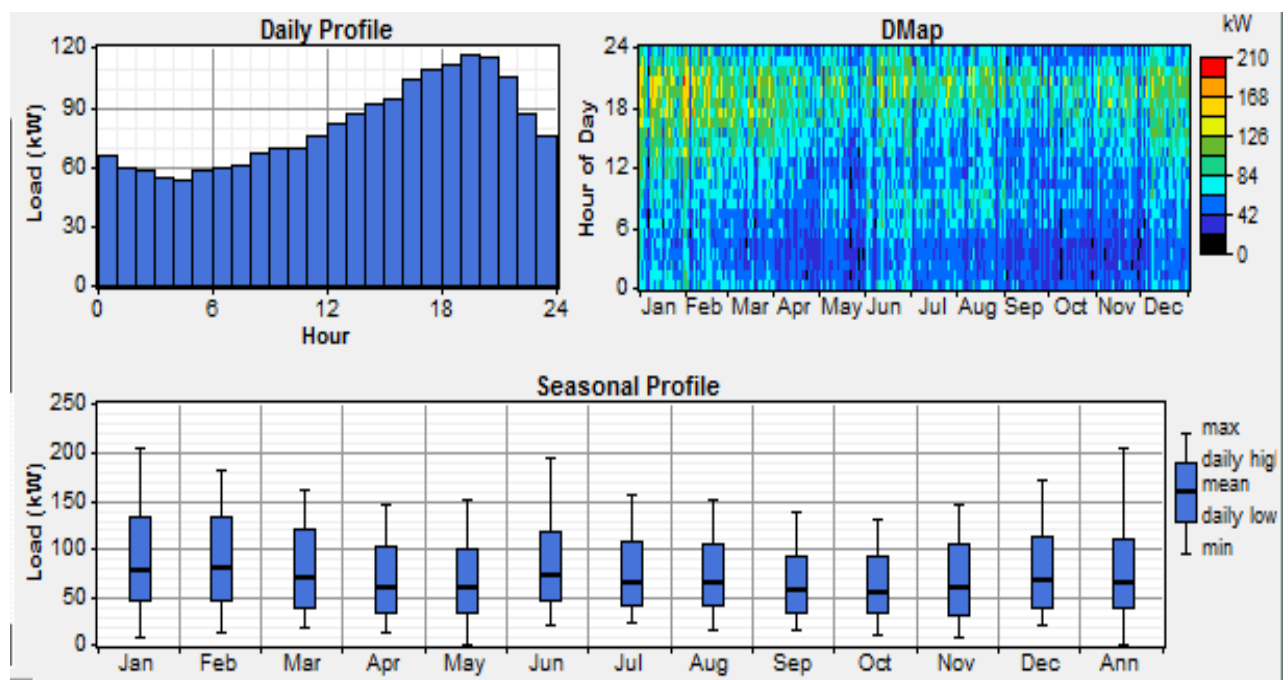 Daily Profile
120
90
60
30
0
Load (kW)
0 6 12 18 24
Hour
DMap
24
18
12
6
0
Hour of Day
Jan Feb Mar Apr May Jun Jul Aug Sep Oct Nov Dec
kW
210
168
126
84
42
0
Seasonal Profile
250
200
150
100
50
0
Load (kW)
Jan Feb Mar Apr May Jun Jul Aug Sep Oct Nov Dec Ann
max
daily hig
mean
daily low
min